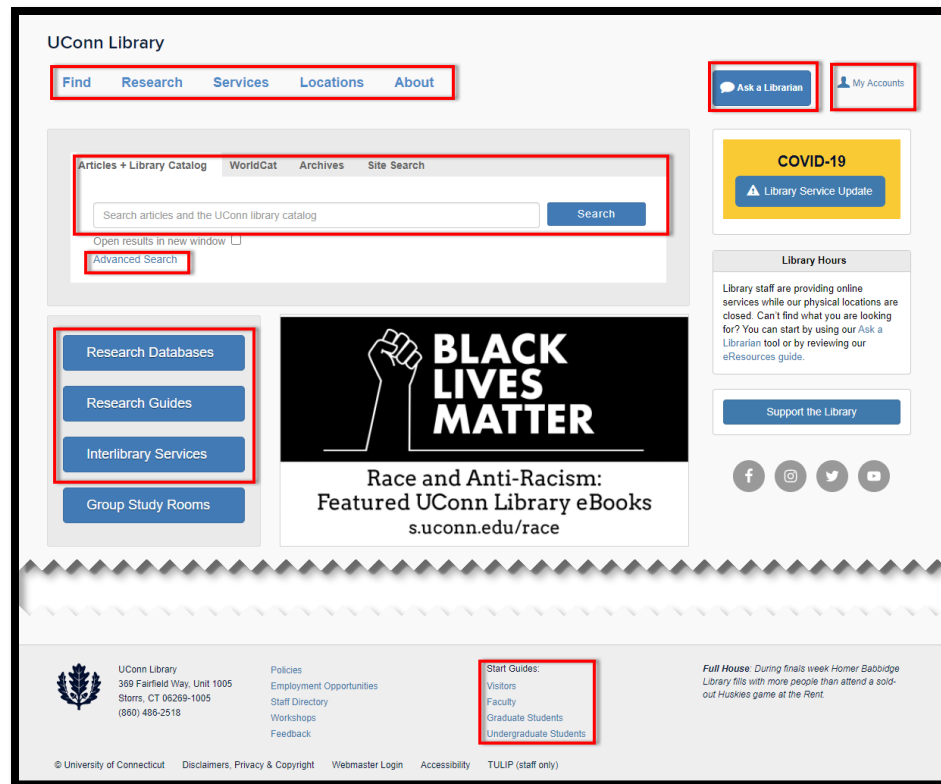 UConn Library
Find Research Services Locations About
Ask a Librarian
My Accounts
Articles + Library Catalog WorldCat Archives Site Search
Search articles and the UConn library catalog
Search
Open results in new window
Advanced Search
COVID-19
Library Service Update
Library Hours
Library staff are providing online
services while our physical locations are
closed. Can't find what you are looking
for? You can start by using our Ask a
Librarian tool or by reviewing our
eResources guide.
Support the Library
Research Databases
Research Guides
Interlibrary Services
Group Study Rooms
BLACK
LIVES
MATTER
Race and Anti-Racism:
Featured UConn Library eBooks
s.uconn.edu/race
UConn Library
369 Fairfield Way, Unit 1005
Storrs, CT 06269-1005
(860) 486-2518
Policies
Employment Opportunities
Staff Directory
Workshops
Feedback
Start Guides:
Visitors
Faculty
Graduate Students
Undergraduate Students
Full House: During finals week Homer Babbidge
Library fills with more people than attend a sold-
out Huskies game at the Rent.
© University of Connecticut Disclaimers, Privacy & Copyright Webmaster Login Accessibility TULIP (staff only)